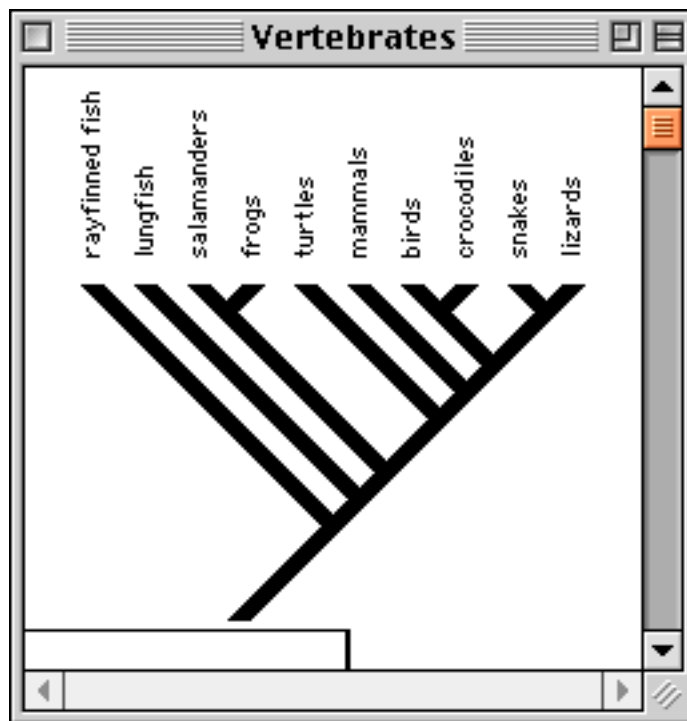 Vertebrates
rayfinned fish
lungfish
salamanders
frogs
turtles
mammals
birds
crocodiles
snakes
lizards